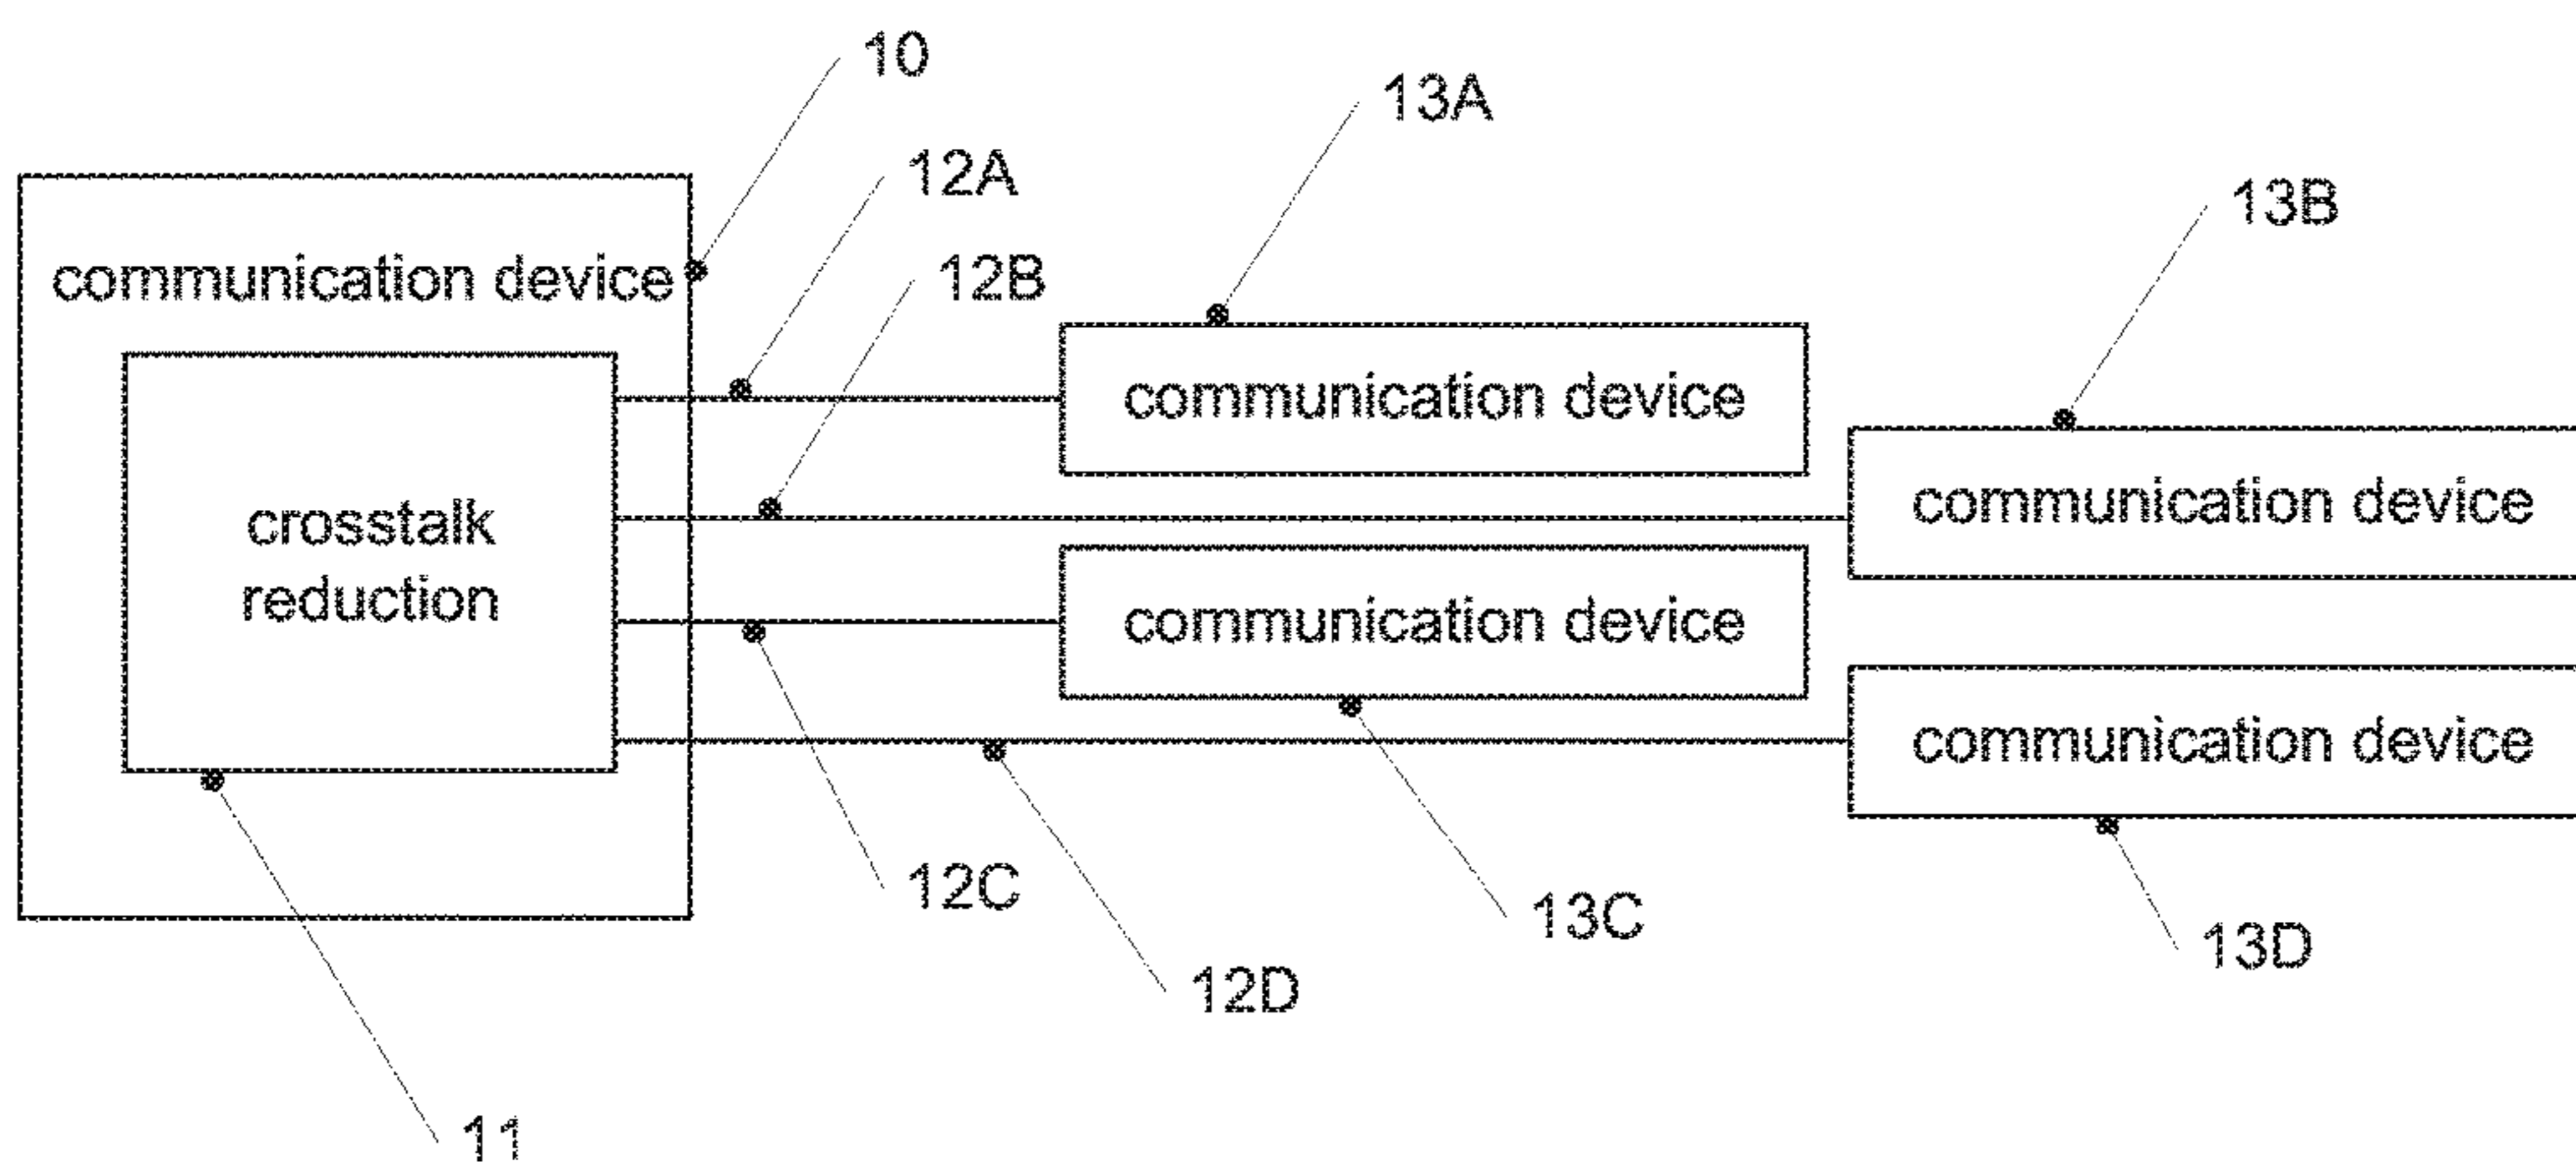 10
13A
12A
13B
communication device
12B
communication device
communication device
crosstalk
reduction
communication device
communication device
12C
13C
13D
12D
11